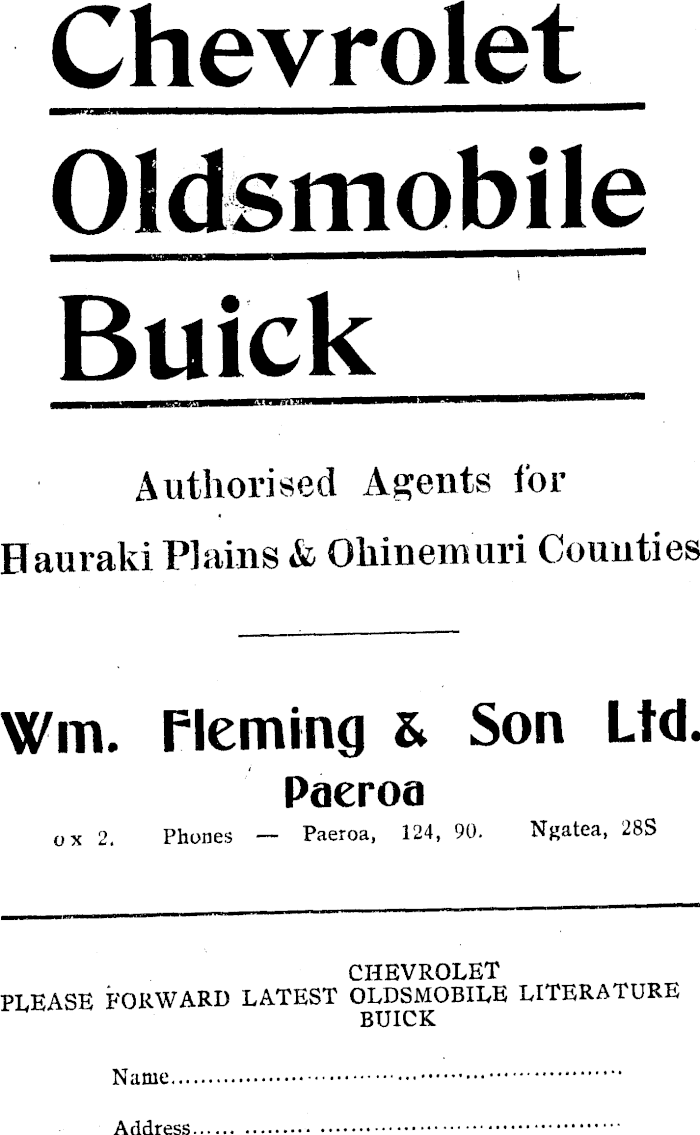 Chevrolet
Oldsmobile
Buick
Authorised Agents for
Hauraki Plains & Ohinemuri Counties
Wm. Fleming & Son Ltd.
Paeroa
ox 2. Phones — Paeroa, 124, 90. Ngatea, 28S
CHEVROLET
PLEASE FORWARD LATEST OLDSMOBILE LITERATURE
BUICK
Name..............................................................
Address...... ......... .........................................